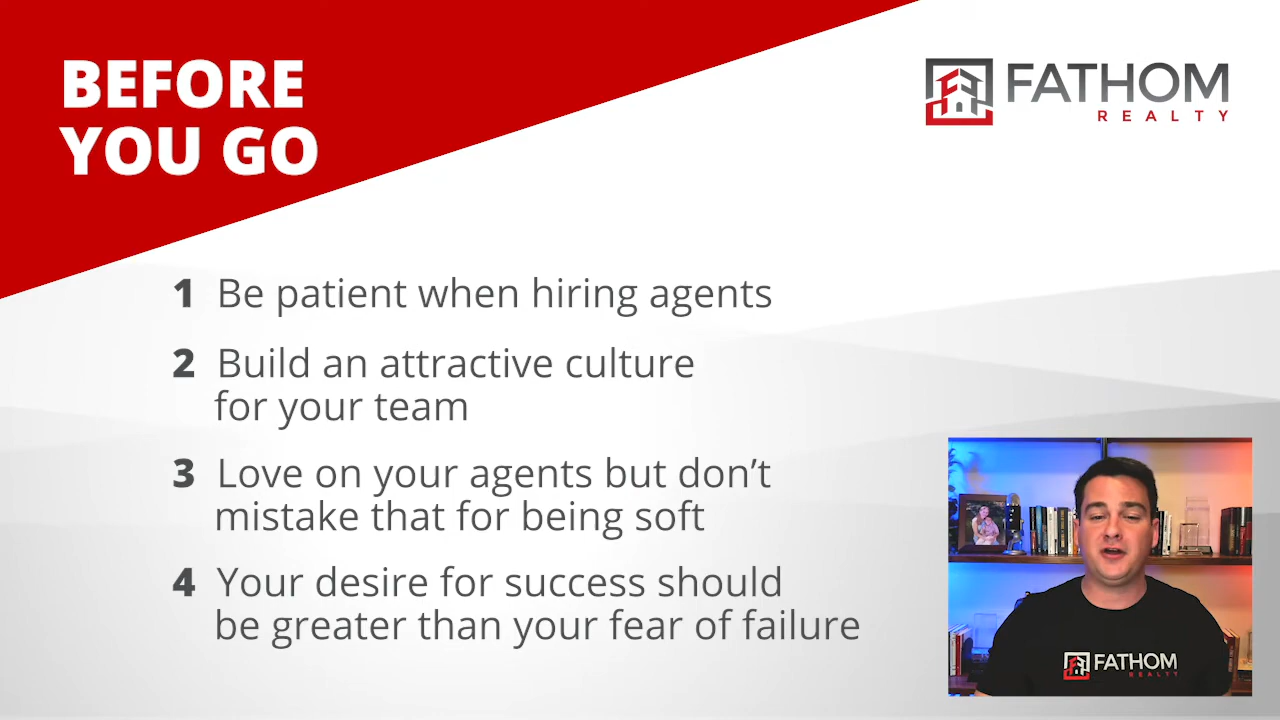 BEFORE
YOU GO
FATHOM
REALTY
1 Be patient when hiring agents
2 Build an attractive culture
for your team
3 Love on your agents but don’t
mistake that for being soft
4 Your desire for success should
be greater than your fear of failure
FATHOM
REALTY